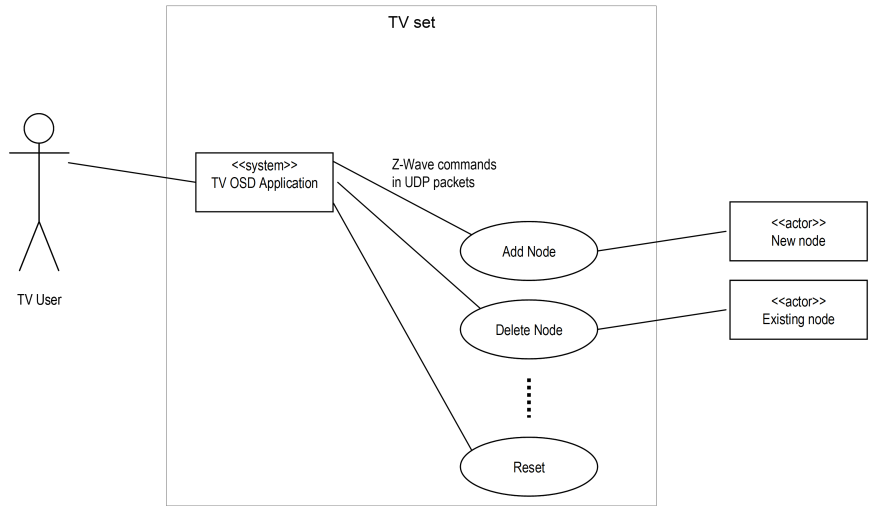 TV set
<<system>>
TV OSD Application
Z-Wave commands
in UDP packets
Add Node
<<actor>>
New node
TV User
Delete Node
<<actor>>
Existing node
Reset